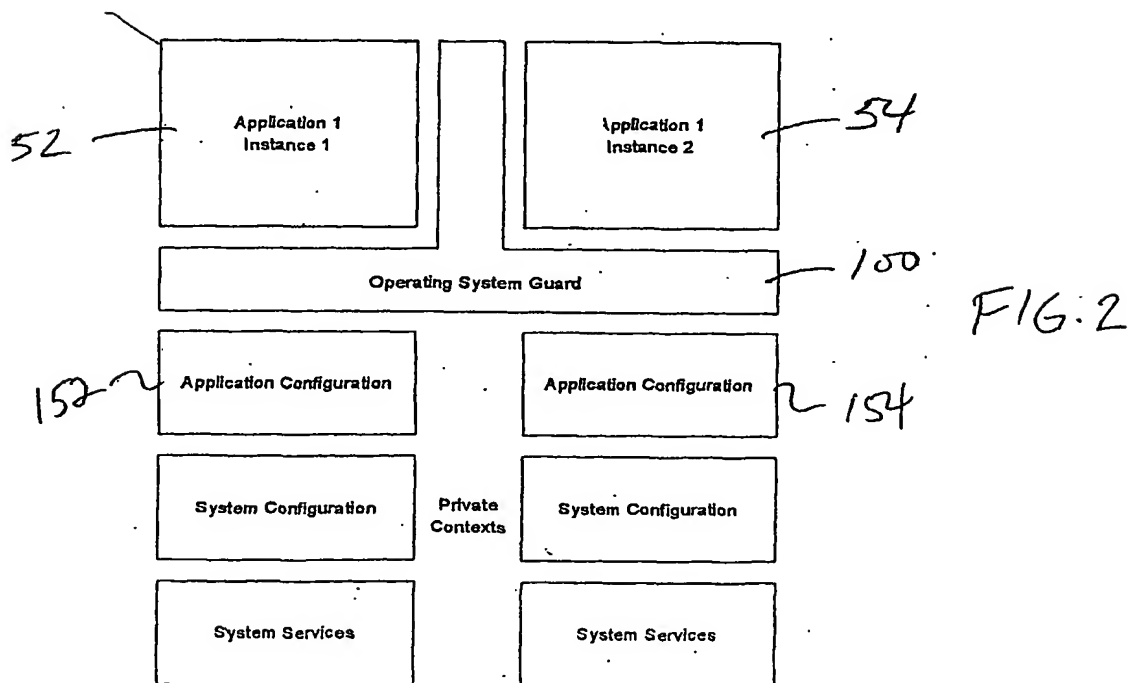 Application 1
Instance 1
Application 1
Instance 2
52
54
Operating System Guard
100
FIG:2
Application Configuration
Application Configuration
152
154
System Configuration
Private
Contexts
System Configuration
System Services
System Services